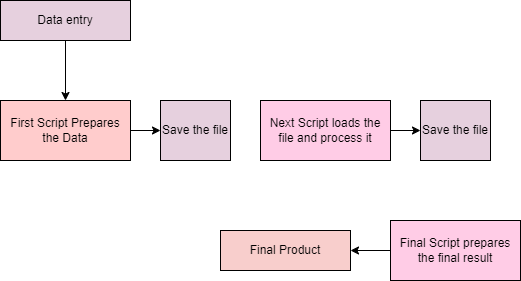 Data entry
First Script Prepares
the Data
Save the file
Next Script loads the
file and process it
Save the file
Final Script prepares
the final result
Final Product